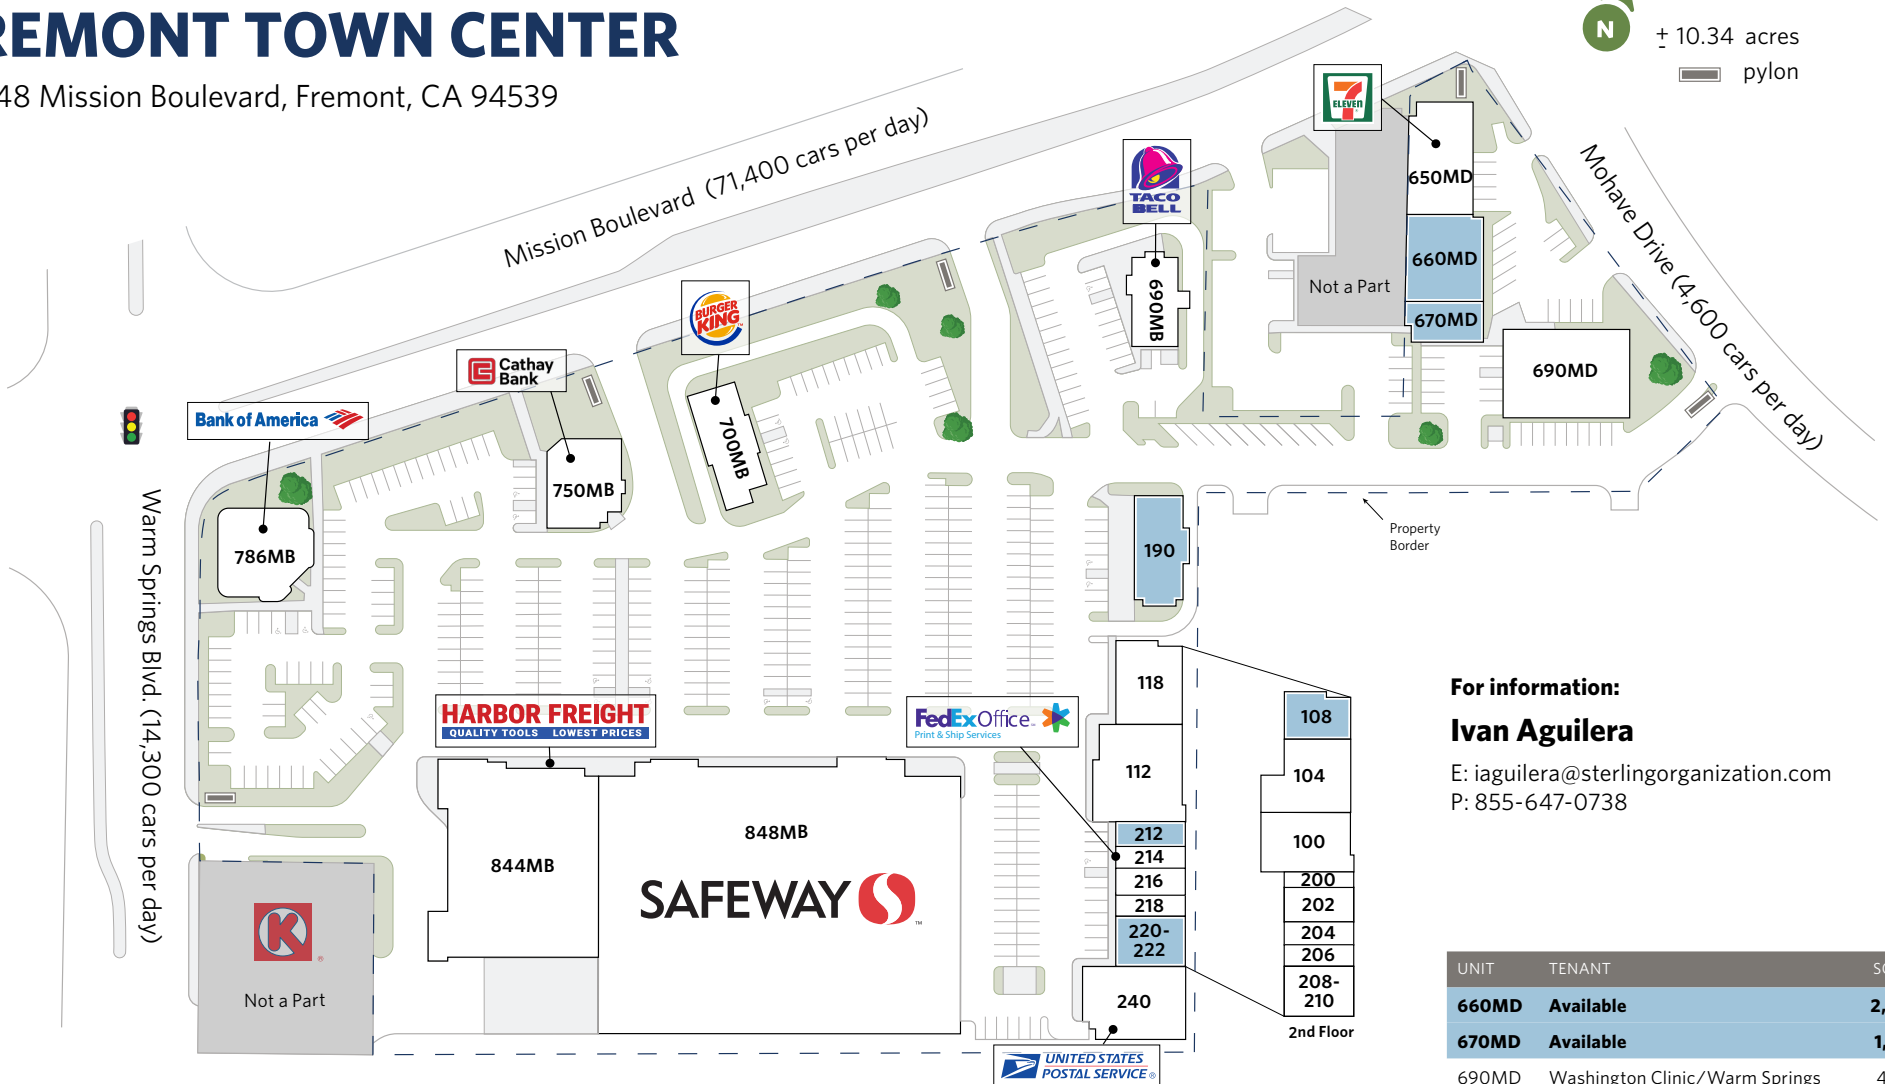 REMONT TOWN CENTER
48 Mission Boulevard, Fremont, CA 94539
N
± 10.34 acres
pylon
Mission Boulevard (71,400 cars per day)
Mohave Drive (4,600 cars per day)
Warm Springs Blvd. (14,300 cars per day)
7
ELEVEN
650MD
660MD
670MD
690MD
Not a Part
TACO
BELL
690MB
BURGER
KING
700MB
Cathay
Bank
750MB
Bank of America
786MB
Property
Border
190
HARBOR FREIGHT
QUALITY TOOLS LOWEST PRICES
844MB
848MB
SAFEWAY
FedEx Office
Print & Ship Services
118
112
212
214
216
218
220-
222
240
UNITED STATES
POSTAL SERVICE®
108
104
100
200
202
204
206
208-
210
2nd Floor
K
Not a Part
For information:
Ivan Aguilera
E: iaguilera@sterlingorganization.com
P: 855-647-0738
UNIT TENANT
660MD Available 2,
670MD Available 1,
690MD Washington Clinic/Warm Springs 4